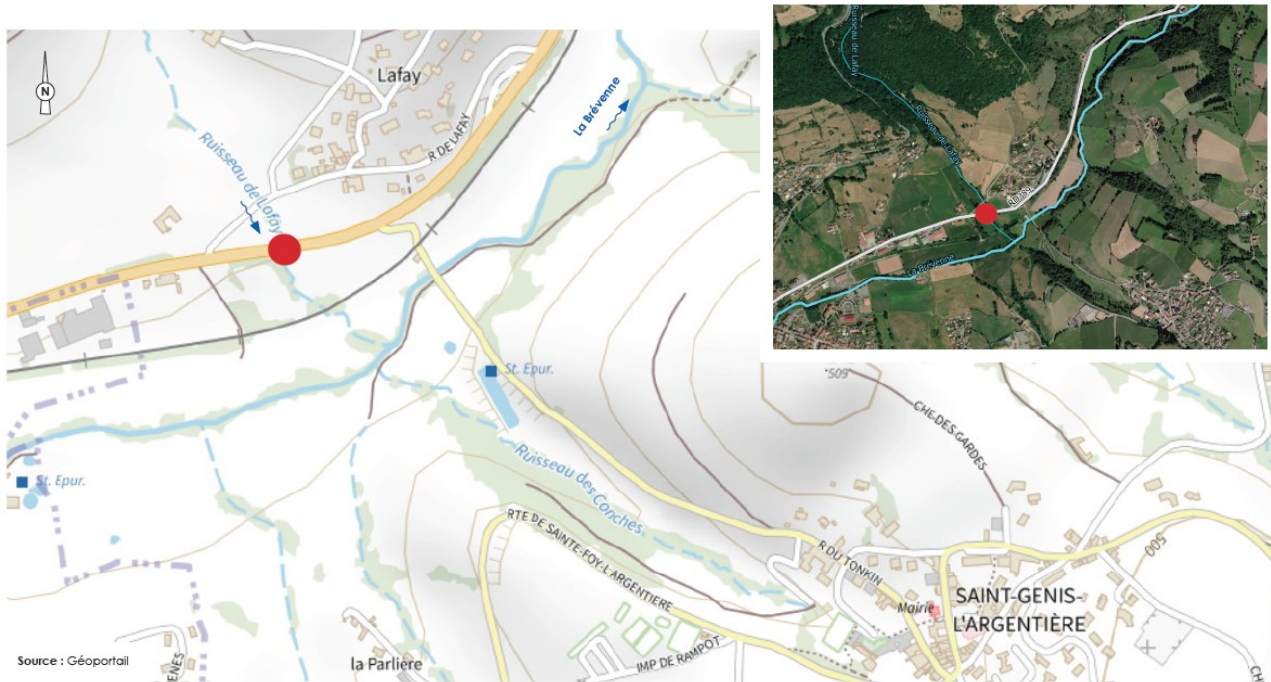 N
Lafay
R DE LAFAY
La Brévenne
Ruisseau de Lafay
St. Epur.
Ruisseau des Conches
St. Epur.
RTE DE SAINTE-FOY-L'ARGENTIERE
509
CHE DES GARDES
500
R DU TONKIN
Mairie
SAINT-GENIS-
L'ARGENTIÈRE
IMP DE RAMPOT
la Parlière
ENES
CH
Source : Géoportail
Ruisseau de Lafay
Ruisseau de Lafay
La Brévenne